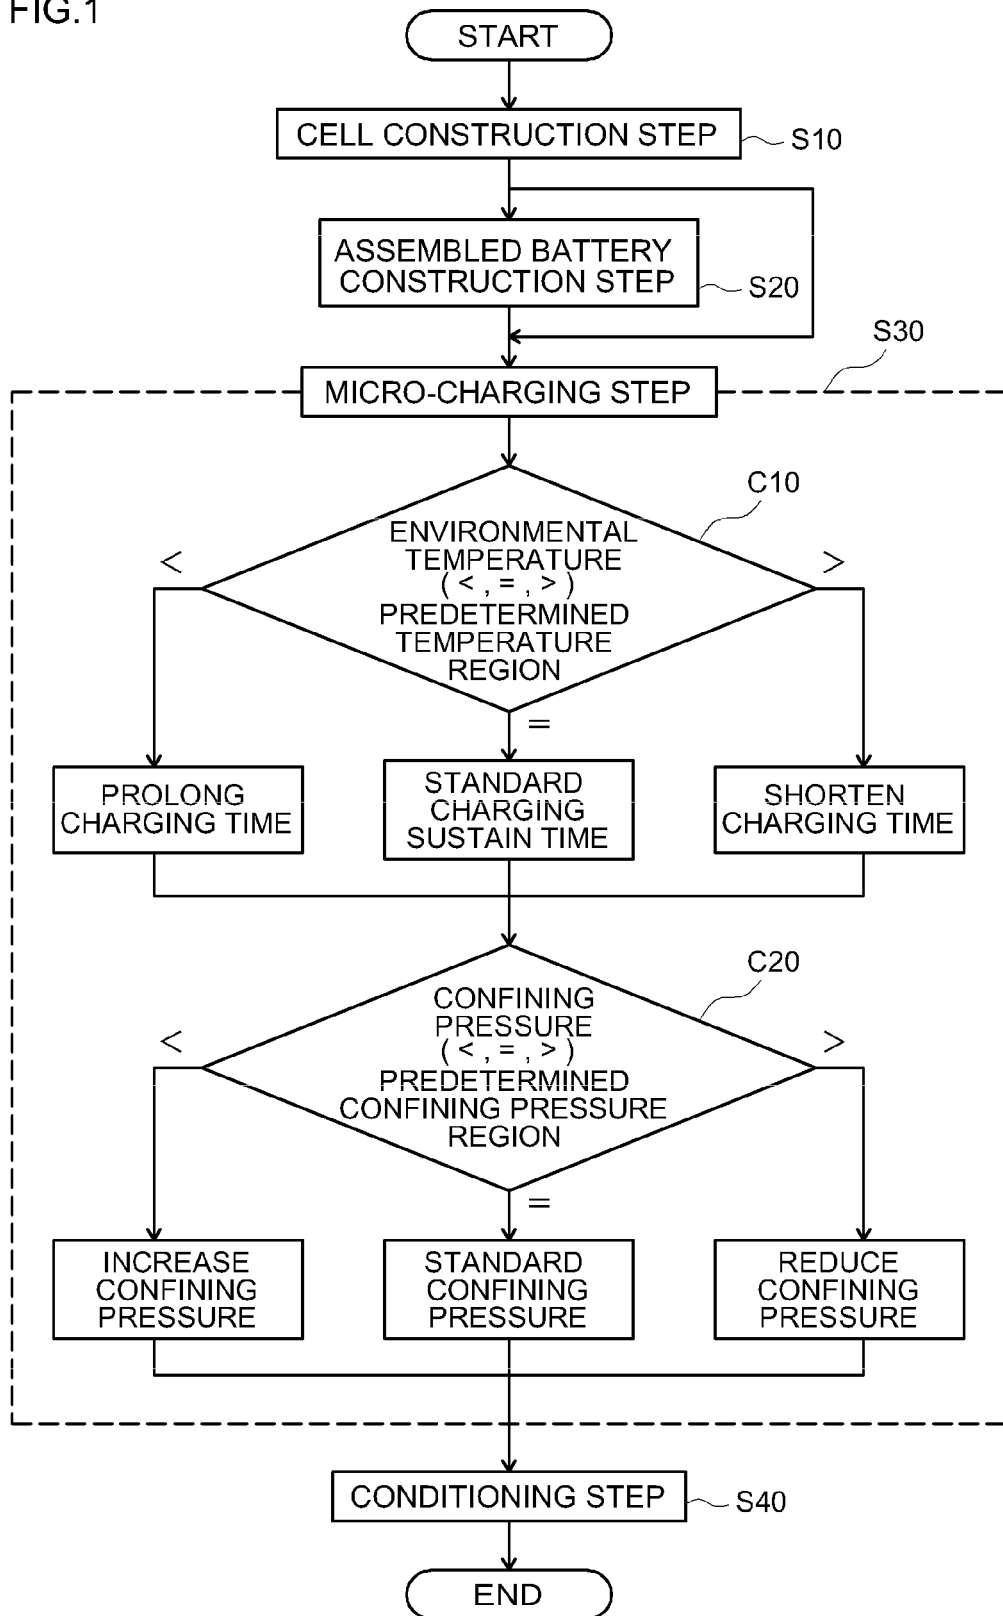 FIG.1
START
CELL CONSTRUCTION STEP
S10
ASSEMBLED BATTERY
CONSTRUCTION STEP
S20
S30
MICRO-CHARGING STEP
C10
ENVIRONMENTAL
TEMPERATURE
( < , = , > )
PREDETERMINED
TEMPERATURE
REGION
<
>
=
PROLONG
CHARGING TIME
STANDARD
CHARGING
SUSTAIN TIME
SHORTEN
CHARGING TIME
C20
CONFINING
PRESSURE
( < , = , > )
PREDETERMINED
CONFINING PRESSURE
REGION
<
>
=
INCREASE
CONFINING
PRESSURE
STANDARD
CONFINING
PRESSURE
REDUCE
CONFINING
PRESSURE
CONDITIONING STEP
S40
END